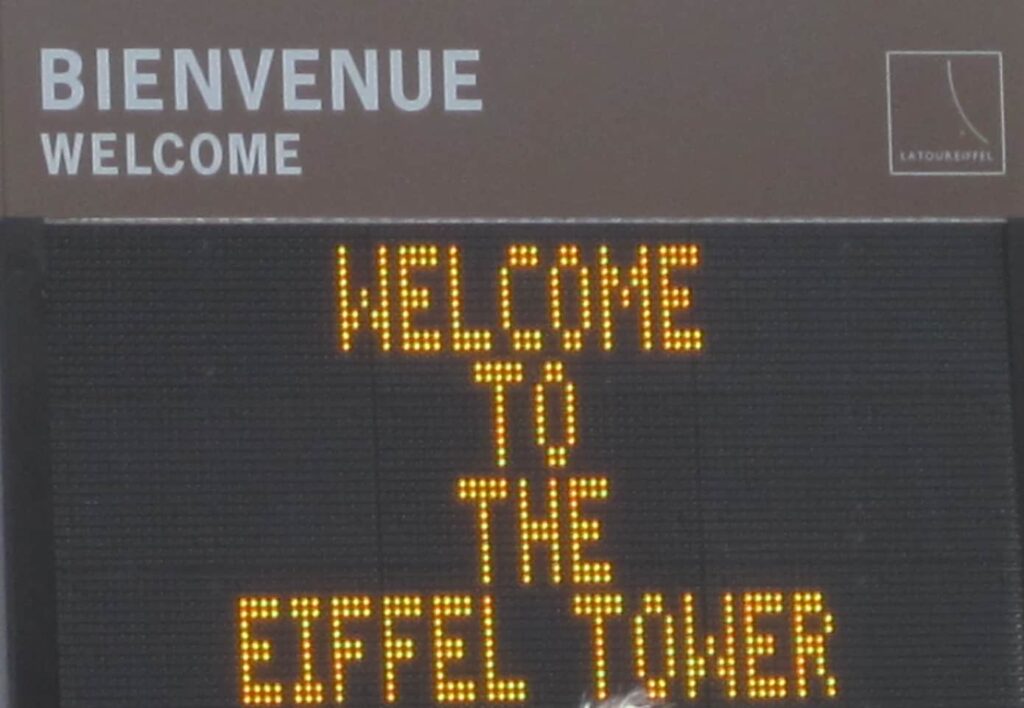 BIENVENUE
WELCOME
LATOUREIFFEL
WELCOME
TO
THE
EIFFEL TOWER